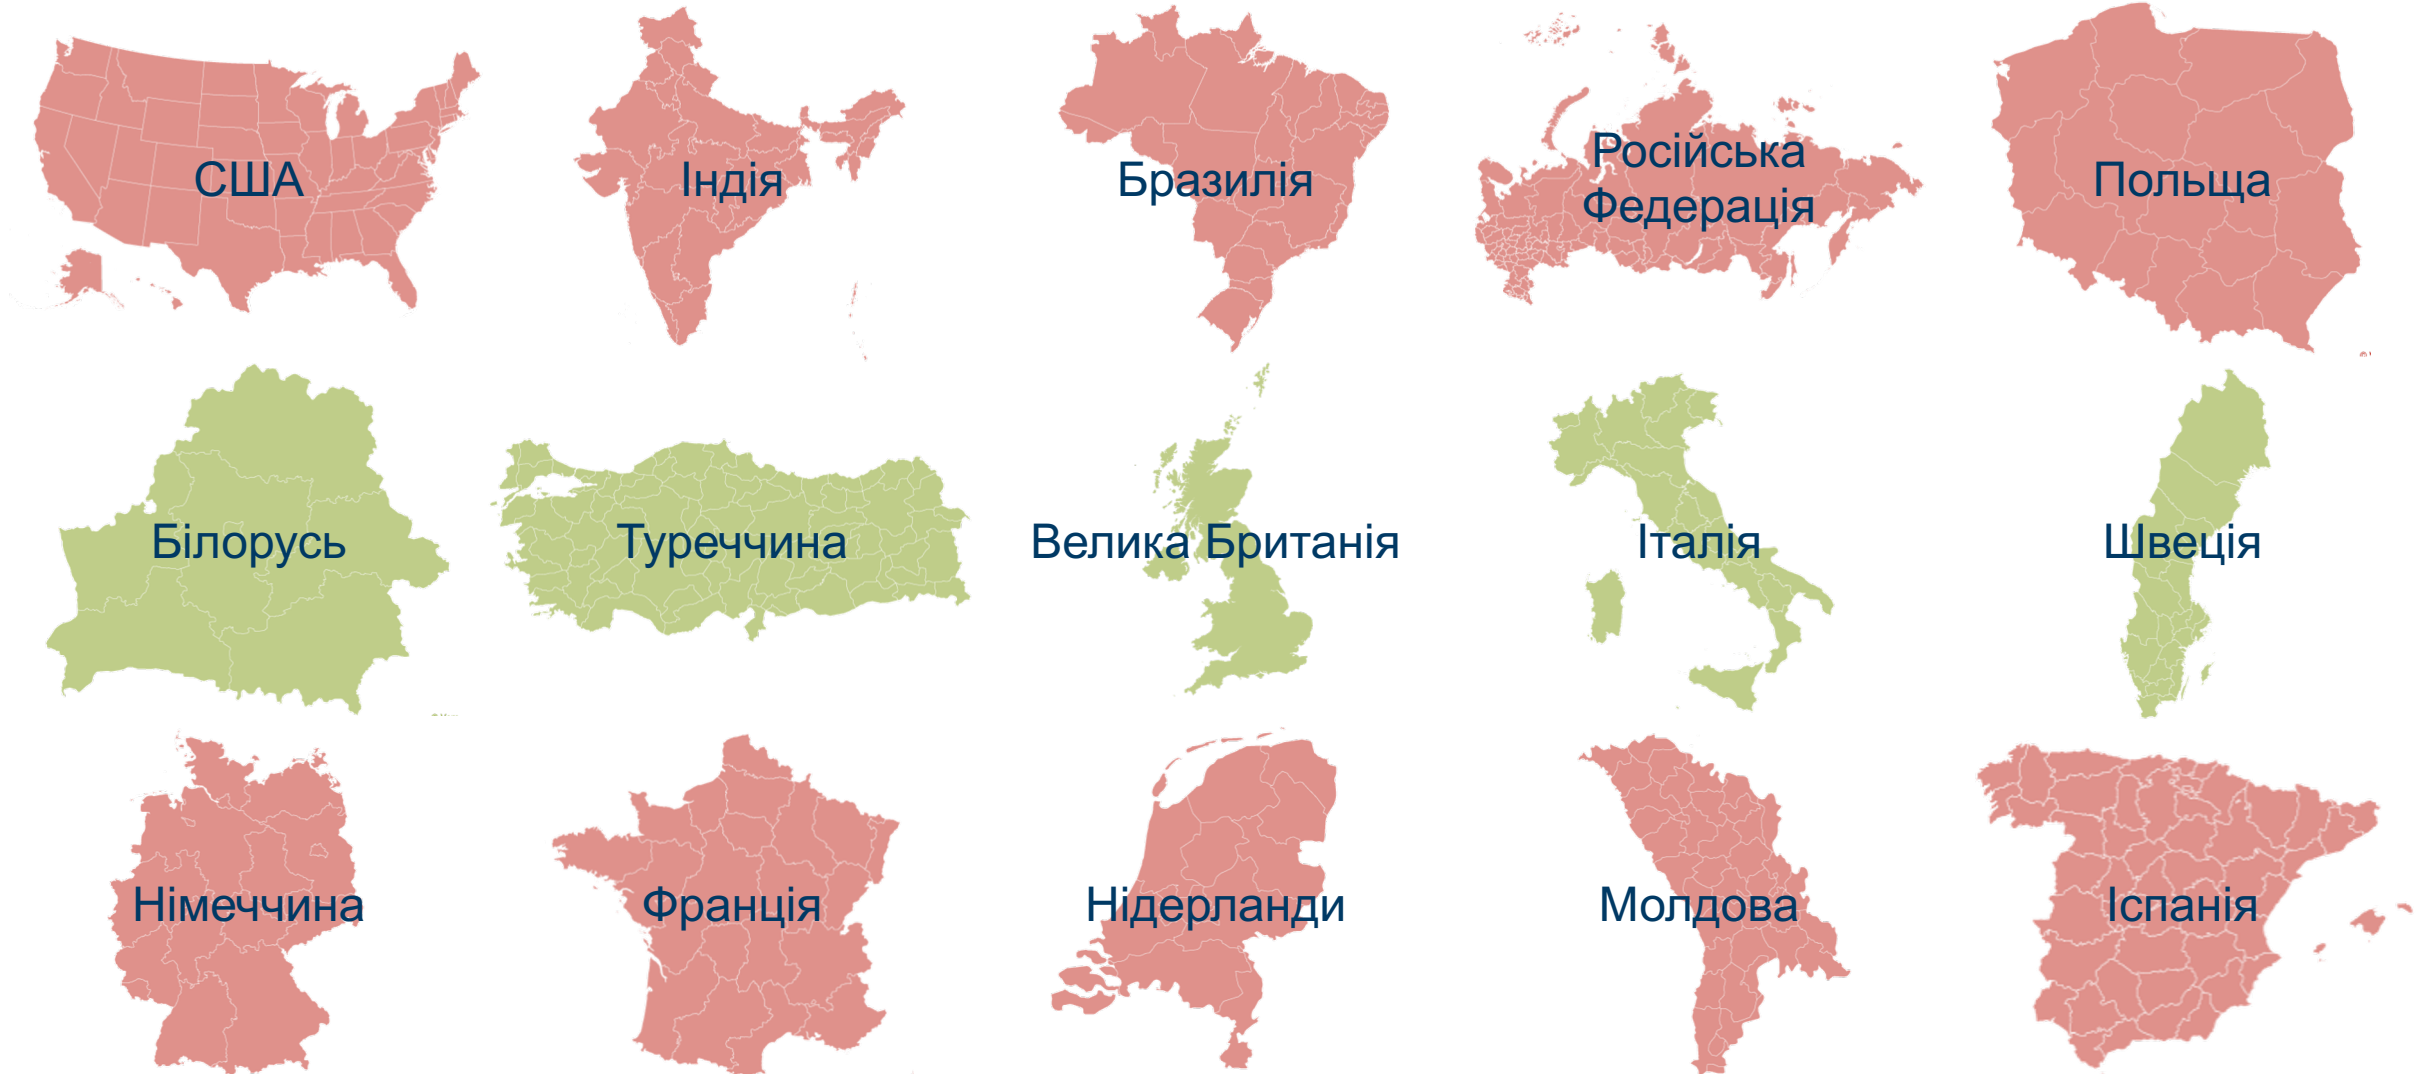 США
Індія
Бразилія
Російська
Федерація
Польща
Білорусь
Туреччина
Велика Британія
Італія
Швеція
Німеччина
Франція
Нідерланди
Молдова
Іспанія